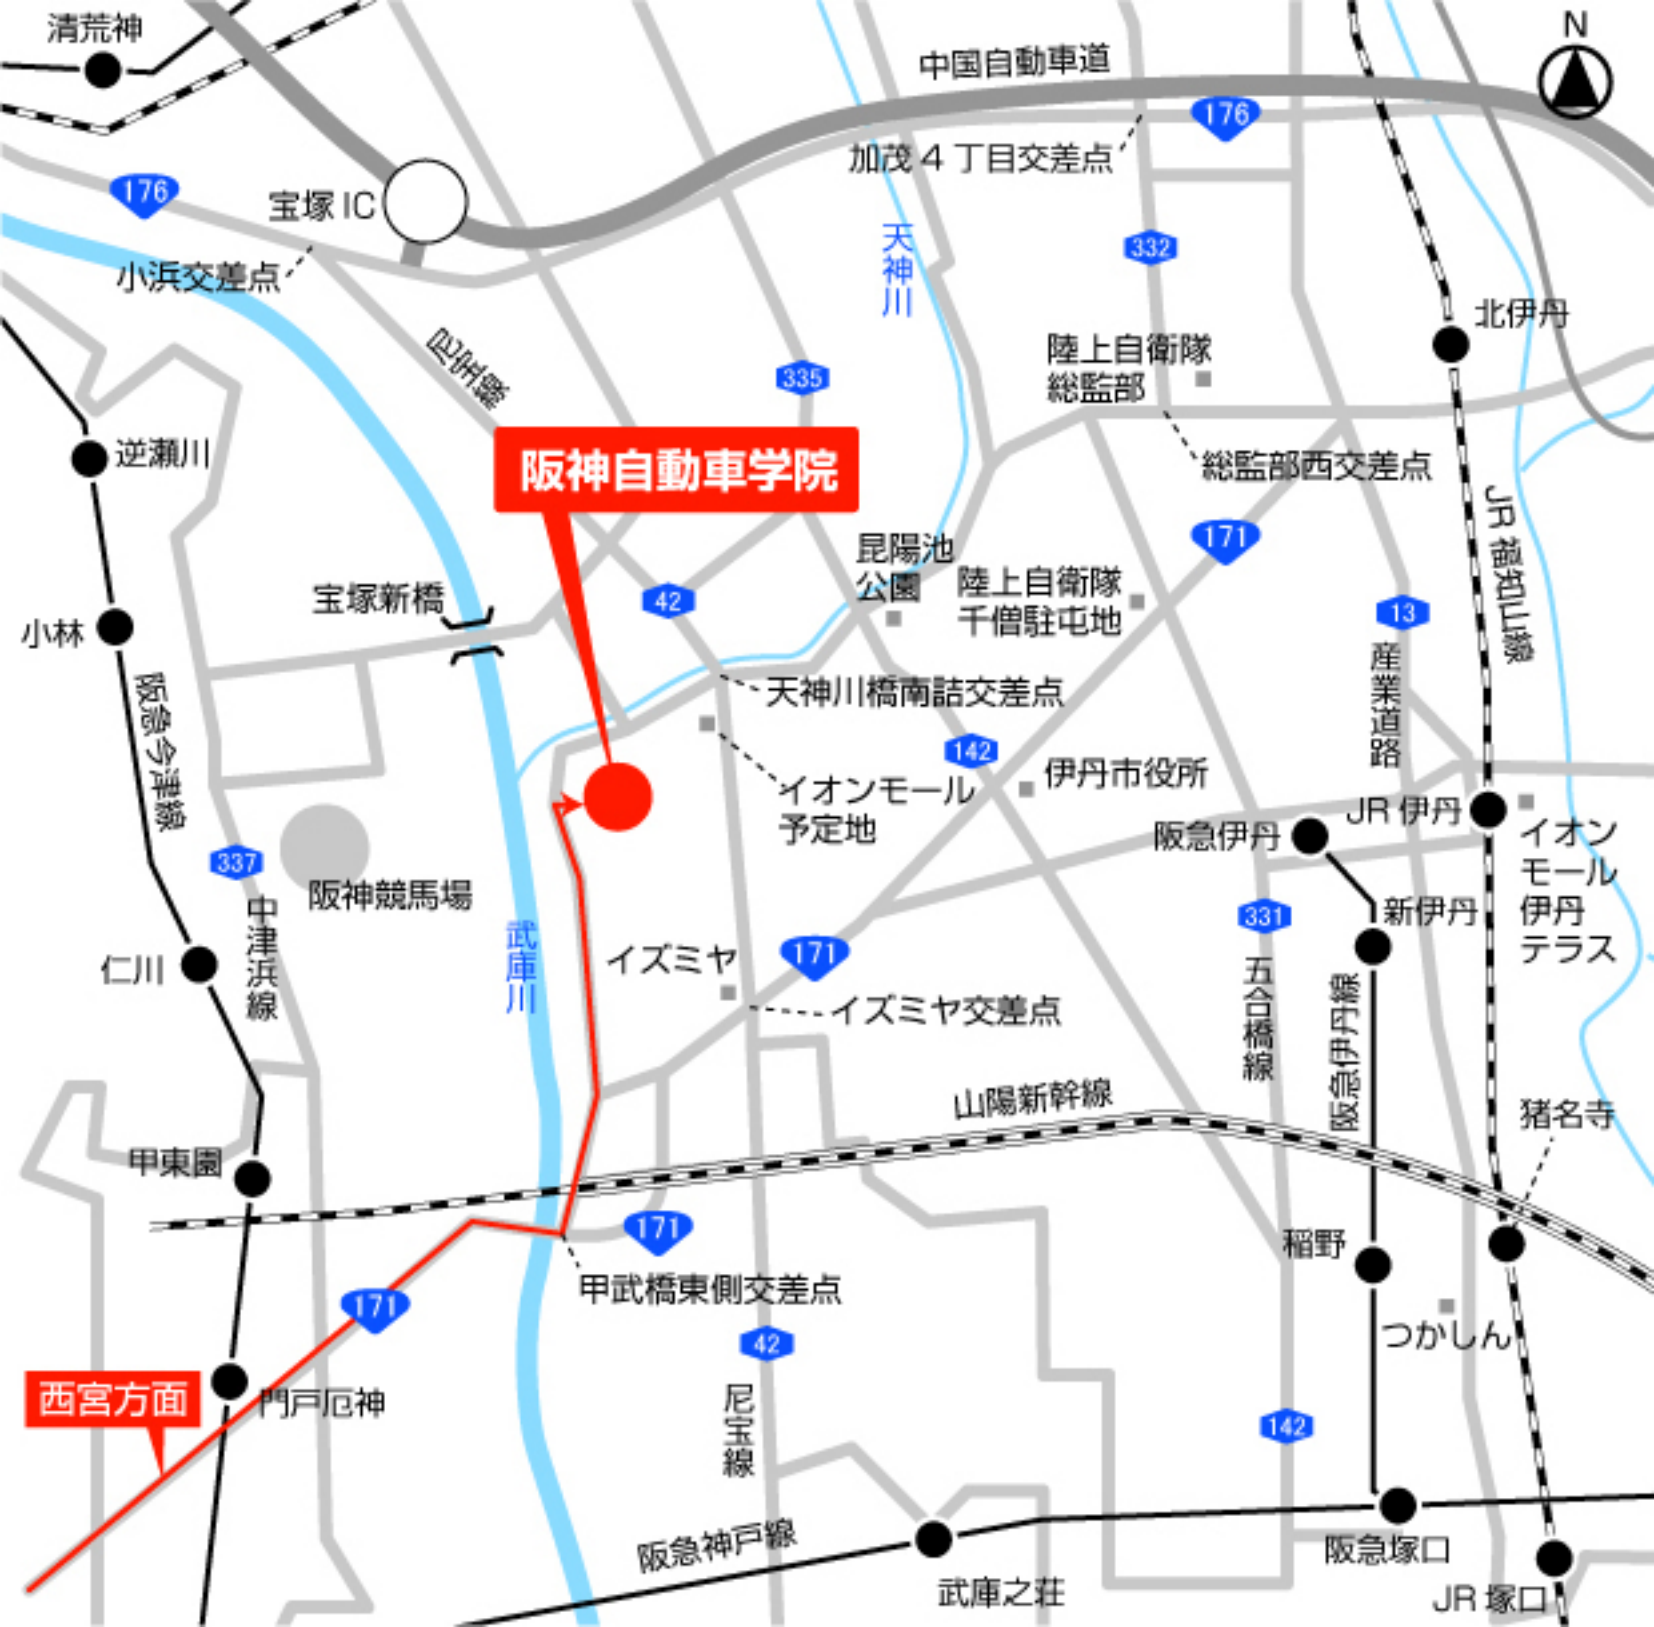 清荒神
N
中国自動車道
176
加茂4丁目交差点
176
宝塚IC
小浜交差点
天神川
332
尼宝線
陸上自衛隊
総監部
北伊丹
335
逆瀬川
阪神自動車学院
総監部西交差点
JR福知山線
171
昆陽池
公園
陸上自衛隊
千僧駐屯地
宝塚新橋
42
13
小林
産業道路
阪急今津線
天神川橋南詰交差点
142
イオンモール
予定地
伊丹市役所
JR伊丹
阪急伊丹
イオン
モール
伊丹
テラス
337
阪神競馬場
中津浜線
武庫川
新伊丹
331
イズミヤ
171
仁川
五合橋線
阪急伊丹線
イズミヤ交差点
山陽新幹線
猪名寺
甲東園
171
稲野
甲武橋東側交差点
171
つかしん
42
西宮方面
門戸厄神
尼宝線
142
阪急神戸線
阪急塚口
武庫之荘
JR塚口